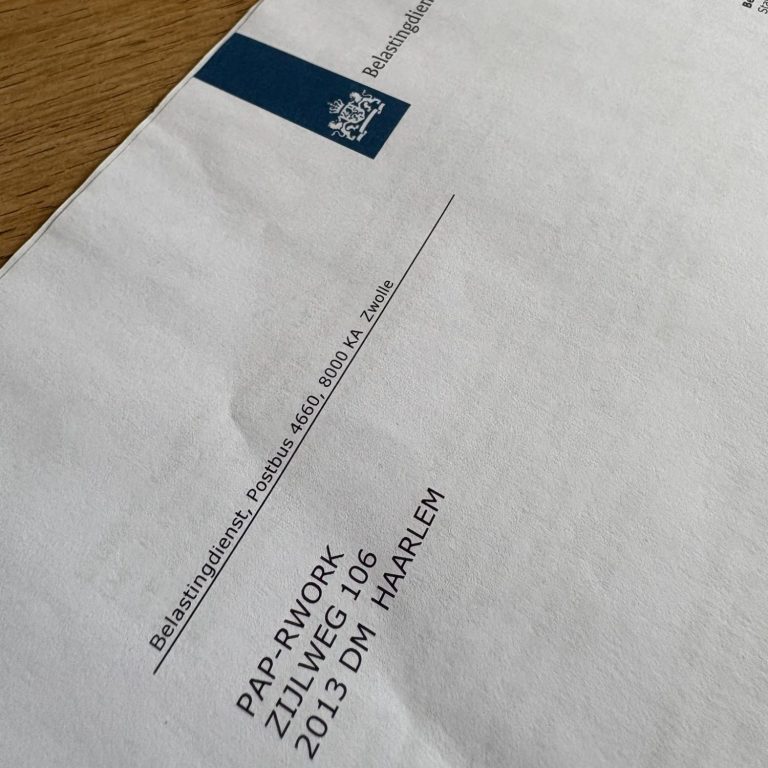 Belastingdienst
Belastingdienst, Postbus 4660, 8000 KA Zwolle
PAP-RWORK
ZIJLWEG 106
2013 DM HAARLEM